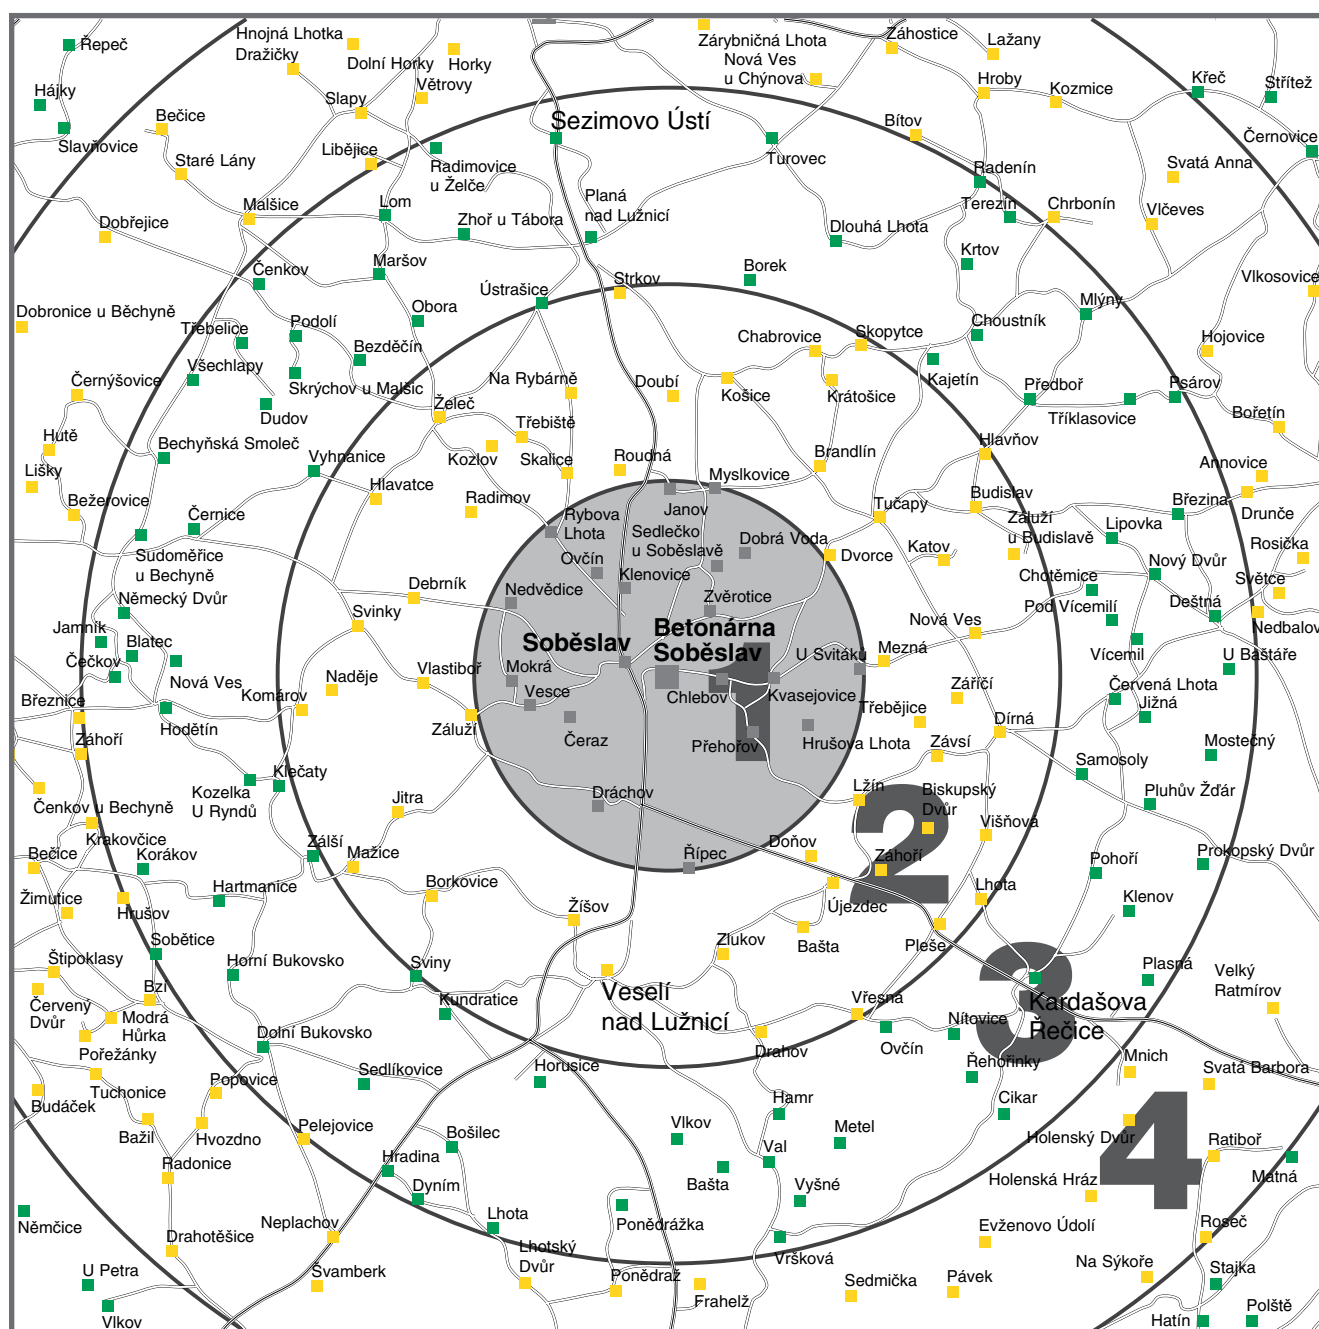 Řepeč
Hnojná Lhotka
Dražičky
Dolní Horky
Horky
Větrovy
Zárybničná Lhota
Nová Ves
u Chýnova
Záhostice
Lažany
Hroby
Kozmice
Křeč
Střítež
Hájky
Slavňovice
Bečice
Slapy
Staré Lány
Libějice
Radimovice
u Želče
Sezimovo Ústí
Turovec
Bítov
Radenín
Černovice
Svatá Anna
Dobřejice
Malšice
Lom
Zhoř u Tábora
Planá
nad Lužnicí
Dlouhá Lhota
Terezín
Chrbonín
Vlčeves
Čenkov
Maršov
Ústrašice
Strkov
Borek
Krtov
Vlkosovice
Dobronice u Běchyně
Třebelice
Podolí
Obora
Bezděčín
Chabrovice
Skopytce
Choustník
Mlýny
Hojovice
Všechlapy
Skrýchov u Malšic
Dudov
Na Rybárně
Doubí
Košice
Krátošice
Kajetín
Předboř
Psárov
Tříklasovice
Bořetín
Černýšovice
Želeč
Třebiště
Hutě
Bechyňská Smoleč
Vyhnanice
Kozlov
Skalice
Roudná
Myslkovice
Brandlín
Hlavňov
Annovice
Lišky
Bežerovice
Hlavatce
Radimov
Janov
Tučapy
Budislav
Březina
Drunče
Černice
Rybova
Lhota
Sedlečko
u Soběslavě
Dobrá Voda
Dvorce
Katov
Záluží
u Budislavě
Lipovka
Rosička
Sudoměřice
u Bechyně
Ovčín
Klenovice
Nový Dvůr
Chotěmice
Světce
Německý Dvůr
Debrník
Nedvědice
Zvěrotice
Pod Vícemilí
Deštná
Nedbalov
Jamník
Blatec
Svinky
Soběslav
Betonárna
Soběslav
1
U Svitáků
Mezná
Nová Ves
Vícemil
U Baštáře
Čečkov
Nová Ves
Naděje
Vlastiboř
Mokrá
Vesce
Chlebov
Kvasejovice
Záříčí
Červená Lhota
Jižná
Březnice
Komárov
Třebějice
Dírná
Záhoří
Hodětín
Záluží
Čeraz
Přehořov
Hrušova Lhota
Závsí
Mostečný
Klečaty
Kozelka
U Ryndů
Samosoly
Čenkov u Bechyně
Jitra
Dráchov
Lžín
Biskupský
Dvůr
Pluhův Žďár
2
Krakovčice
Višňová
Bečice
Korákov
Zálší
Mažice
Řípec
Doňov
Záhoří
Pohoří
Prokopský Dvůr
Žimutice
Hrušov
Hartmanice
Borkovice
Žíšov
Újezdec
Lhota
Klenov
Sobětice
Zlukov
Bašta
Pleše
Štipoklasy
Horní Bukovsko
Sviny
3
Plasná
Velký
Ratmírov
Červený
Dvůr
Bzí
Modrá
Hůrka
Kundratice
Veselí
nad Lužnicí
Vřesná
Kardašova
Řečice
Pořežánky
Dolní Bukovsko
Drahov
Ovčín
Nítovice
Tuchonice
Sedlíkovice
Horusice
Řehořinky
Mnich
Svatá Barbora
Budáček
Popovice
Hamr
Cikar
4
Bažil
Hvozdno
Pelejovice
Bošilec
Vlkov
Metel
Holenský Dvůr
Ratiboř
Radonice
Hradina
Val
Dyním
Bašta
Vyšné
Holenská Hráz
Matná
Němčice
Drahotěšice
Neplachov
Lhota
Ponědrážka
Evženovo Údolí
Roseč
U Petra
Švamberk
Lhotský
Dvůr
Ponědraž
Vršková
Na Sýkoře
Stajka
Vlkov
Frahelž
Sedmička
Pávek
Hatín
Polště